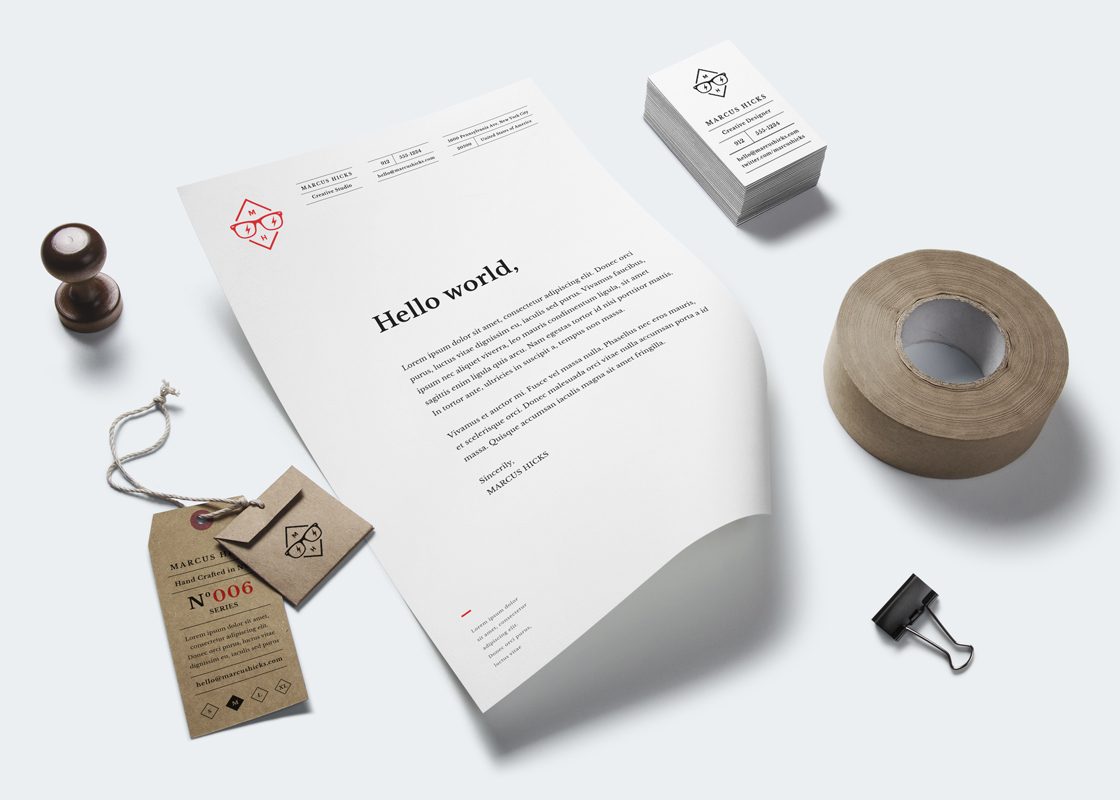 M
H
MARCUS HICKS
Creative Studio
912 555-1234
hello@marcushicks.com
Pennsylvania Ave. New York City
United States of America
Hello world,
Lorem ipsum dolor sit amet, consectetur adipiscing elit. Donec orci
purus, luctus vitae dignissim eu, iaculis sed purus. Vivamus faucibus,
ipsum nec aliquet viverra, leo mauris condimentum ligula, sit amet
sagittis enim ligula quis arcu. Nam egestas tortor id nisi porttitor mattis.
In tortor ante, ultricies in suscipit a, tempus non massa.
Vivamus et auctor mi. Fusce vel massa nulla. Phasellus nec eros mauris,
et scelerisque orci. Donec malesuada orci vitae nulla accumsan porta a id
massa. Quisque accumsan iaculis magna sit amet fringilla.
Sincerily,
MARCUS HICKS
Lorem ipsum dolor
sit amet, consectetur
adipiscing elit.
Donec orci purus,
luctus vitae
M
H
MARCUS HICKS
Creative Designer
912 555-1234
hello@marcushicks.com
twitter.com/marcushicks
M
H
MARCUS H
Hand Crafted in N
Nº006
SERIES
Lorem ipsum dolor sit amet,
consectetur adipiscing elit.
Donec orci purus, luctus vitae
dignissim eu, iaculis sed purus
hello@marcushicks.com
S M L XL